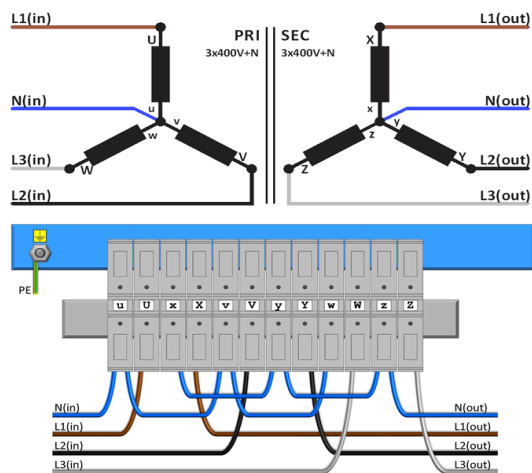 L1(in) PRI SEC L1(out)
U 3x400V+N 3x400V+N X
N(in) u v w x y z N(out)
L3(in) W V Z Y L2(out)
L2(in) L3(out)
PE
u U x X v V y Y w W z Z
N(in) N(out)
L1(in) L1(out)
L2(in) L2(out)
L3(in) L3(out)